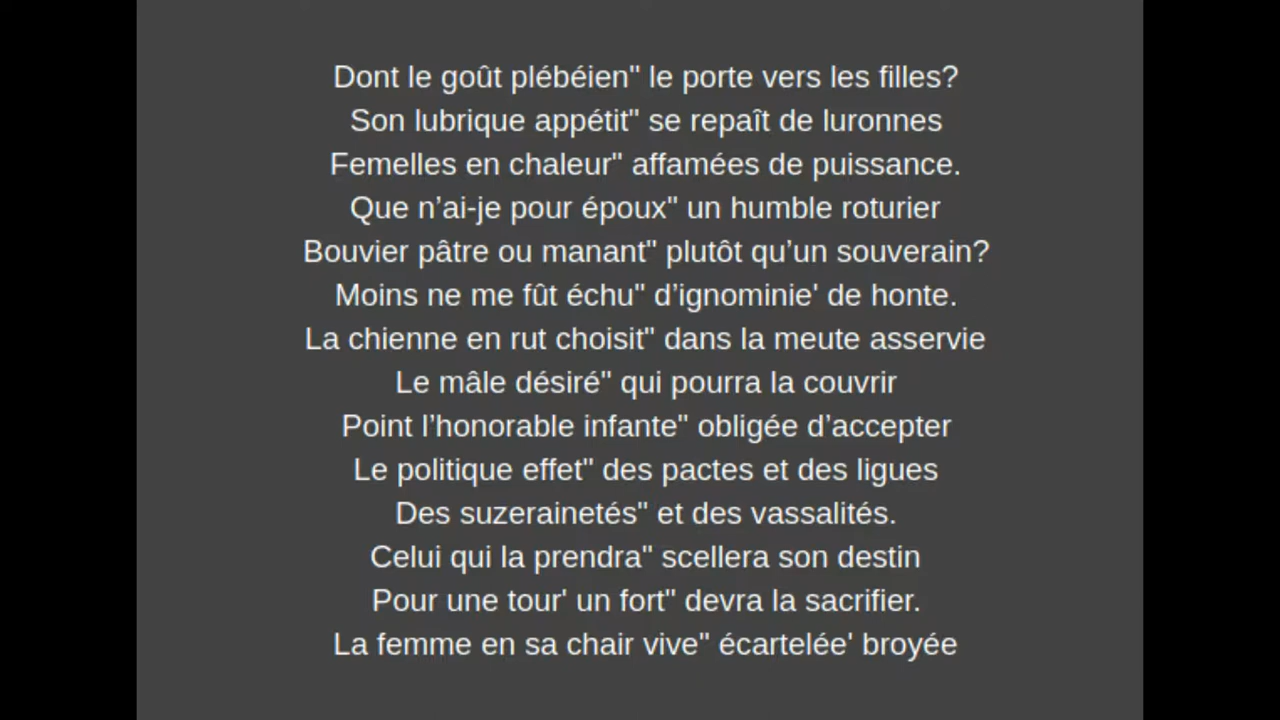 Dont le goût plébéien" le porte vers les filles?
Son lubrique appétit" se repaît de luronnes
Femelles en chaleur" affamées de puissance.
Que n’ai-je pour époux" un humble roturier
Bouvier pâtre ou manant" plutôt qu’un souverain?
Moins ne me fût échu" d’ignominie' de honte.
La chienne en rut choisit" dans la meute asservie
Le mâle désiré" qui pourra la couvrir
Point l’honorable infante" obligée d’accepter
Le politique effet" des pactes et des ligues
Des suzerainetés" et des vassalités.
Celui qui la prendra" scellera son destin
Pour une tour' un fort" devra la sacrifier.
La femme en sa chair vive" écartelée' broyée